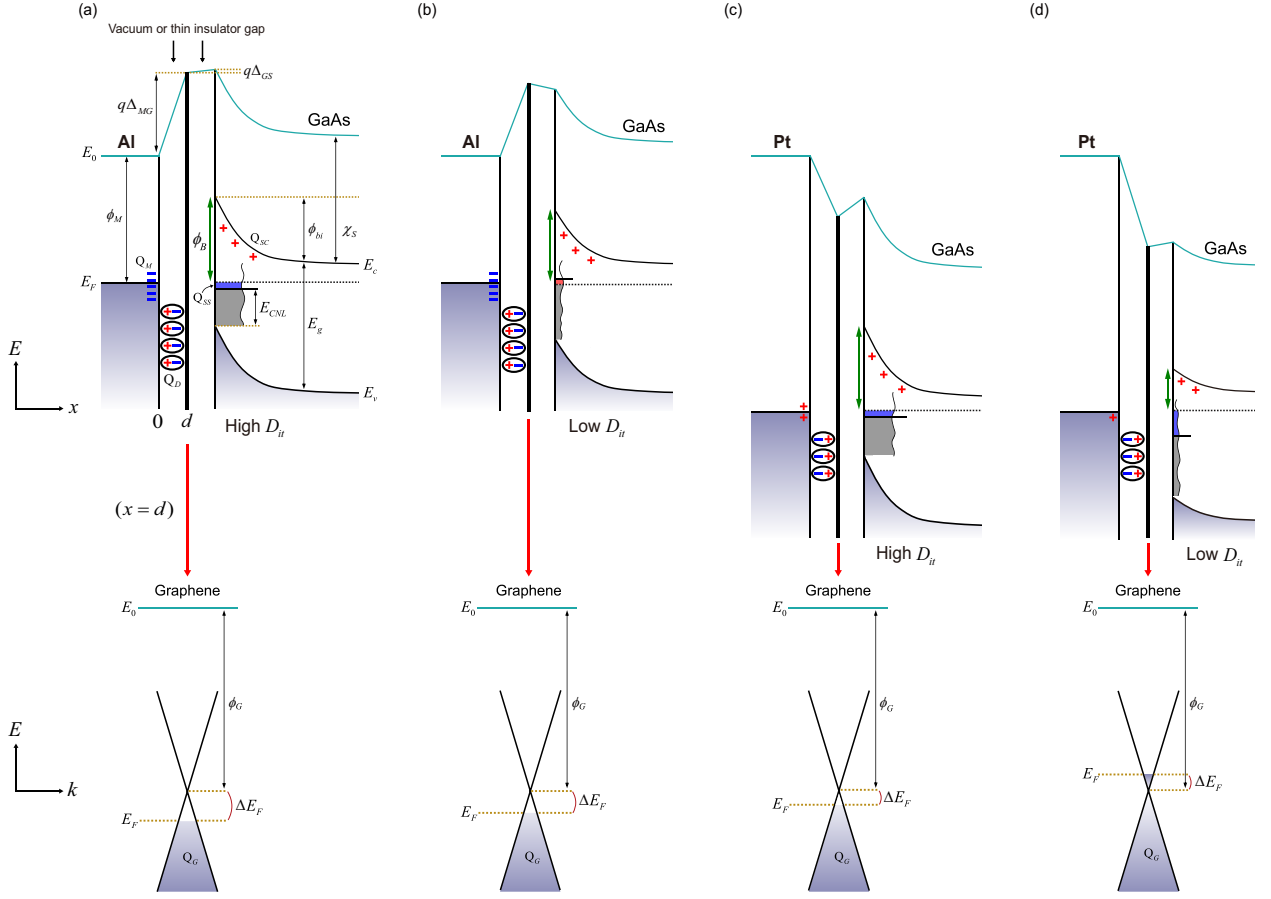 (a)
(b)
(c)
(d)
Vacuum or thin insulator gap
qΔ_GS
qΔ_MG
GaAs
Al
E_0
ϕ_M
Q_M
E_F
ϕ_B
Q_SC
ϕ_bi
χ_S
E_c
Q_SS
E_CNL
E_g
Q_D
E_v
0
d
High D_it
E
x
(x = d)
Al
GaAs
Low D_it
Pt
GaAs
High D_it
Pt
GaAs
Low D_it
Graphene
E_0
ϕ_G
E_F
ΔE_F
Q_G
E
k
Graphene
E_0
ϕ_G
E_F
ΔE_F
Q_G
Graphene
E_0
ϕ_G
E_F
ΔE_F
Q_G
Graphene
E_0
ϕ_G
E_F
ΔE_F
Q_G